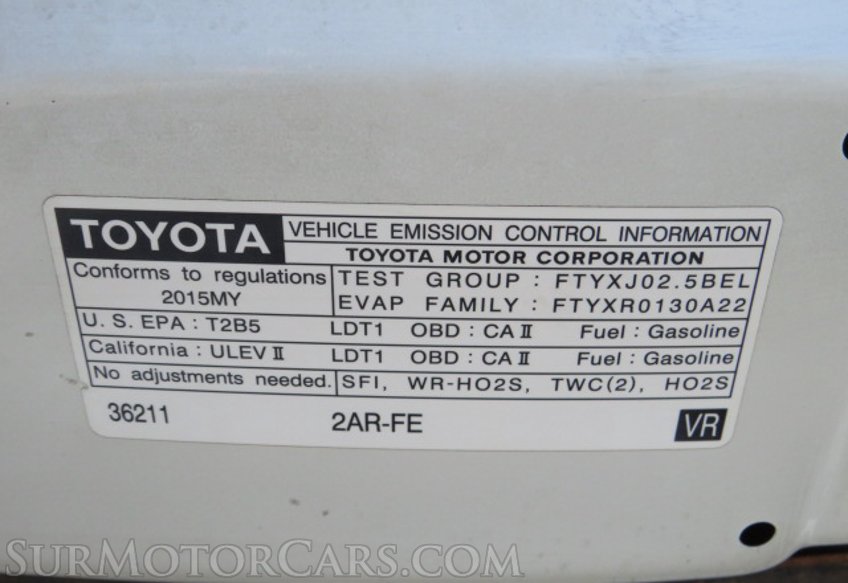 TOYOTA VEHICLE EMISSION CONTROL INFORMATION
TOYOTA MOTOR CORPORATION
Conforms to regulations TEST GROUP : FTYXJ02.5BEL
2015MY EVAP FAMILY : FTYXR0130A22
U. S. EPA : T2B5 LDT1 OBD : CA II Fuel : Gasoline
California : ULEV II LDT1 OBD : CA II Fuel : Gasoline
No adjustments needed. SFI, WR-HO2S, TWC(2), HO2S
36211 2AR-FE VR
SURMOTORCARS.COM